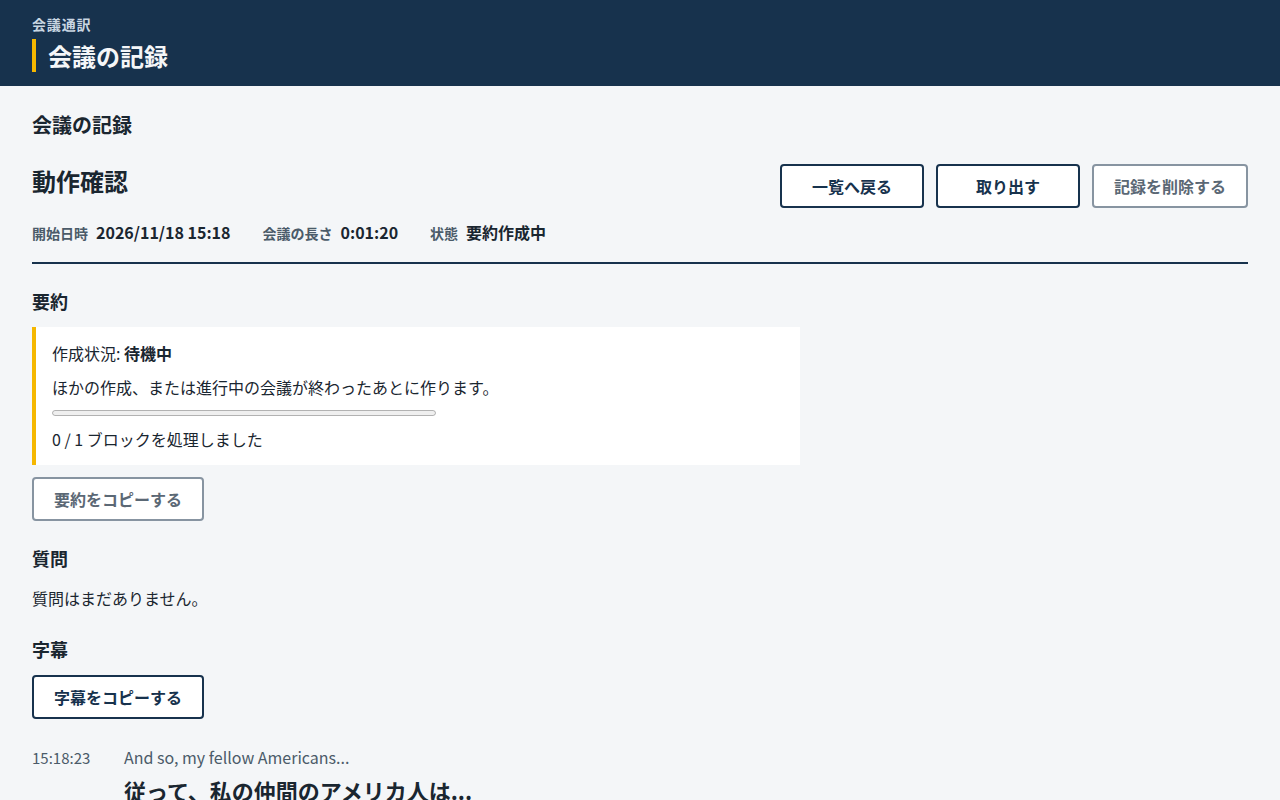 会議通訳
会議の記録
会議の記録
動作確認
一覧へ戻る 取り出す 記録を削除する
開始日時 2026/11/18 15:18 会議の長さ 0:01:20 状態 要約作成中
要約
作成状況: 待機中
ほかの作成、または進行中の会議が終わったあとに作ります。
0 / 1 ブロックを処理しました
要約をコピーする
質問
質問はまだありません。
字幕
字幕をコピーする
15:18:23 And so, my fellow Americans...
従って、私の仲間のアメリカ人は...